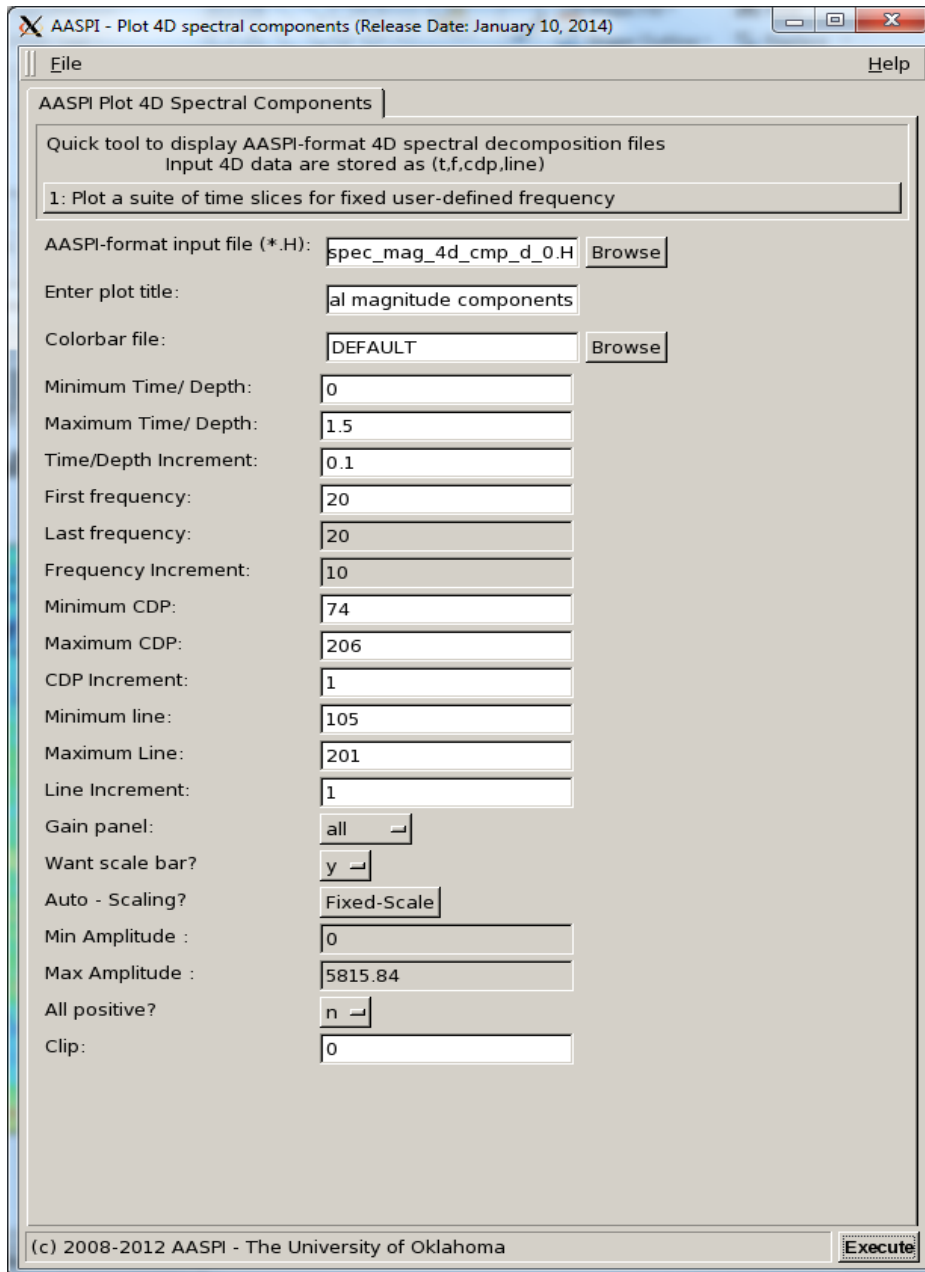 AASPI - Plot 4D spectral components (Release Date: January 10, 2014)
File Help
AASPI Plot 4D Spectral Components
Quick tool to display AASPI-format 4D spectral decomposition files
Input 4D data are stored as (t,f,cdp,line)
1: Plot a suite of time slices for fixed user-defined frequency
AASPI-format input file (*.H): spec_mag_4d_cmp_d_0.H Browse
Enter plot title: al magnitude components
Colorbar file: DEFAULT Browse
Minimum Time/ Depth: 0
Maximum Time/ Depth: 1.5
Time/Depth Increment: 0.1
First frequency: 20
Last frequency: 20
Frequency Increment: 10
Minimum CDP: 74
Maximum CDP: 206
CDP Increment: 1
Minimum line: 105
Maximum Line: 201
Line Increment: 1
Gain panel: all
Want scale bar? y
Auto - Scaling? Fixed-Scale
Min Amplitude : 0
Max Amplitude : 5815.84
All positive? n
Clip: 0
(c) 2008-2012 AASPI - The University of Oklahoma Execute